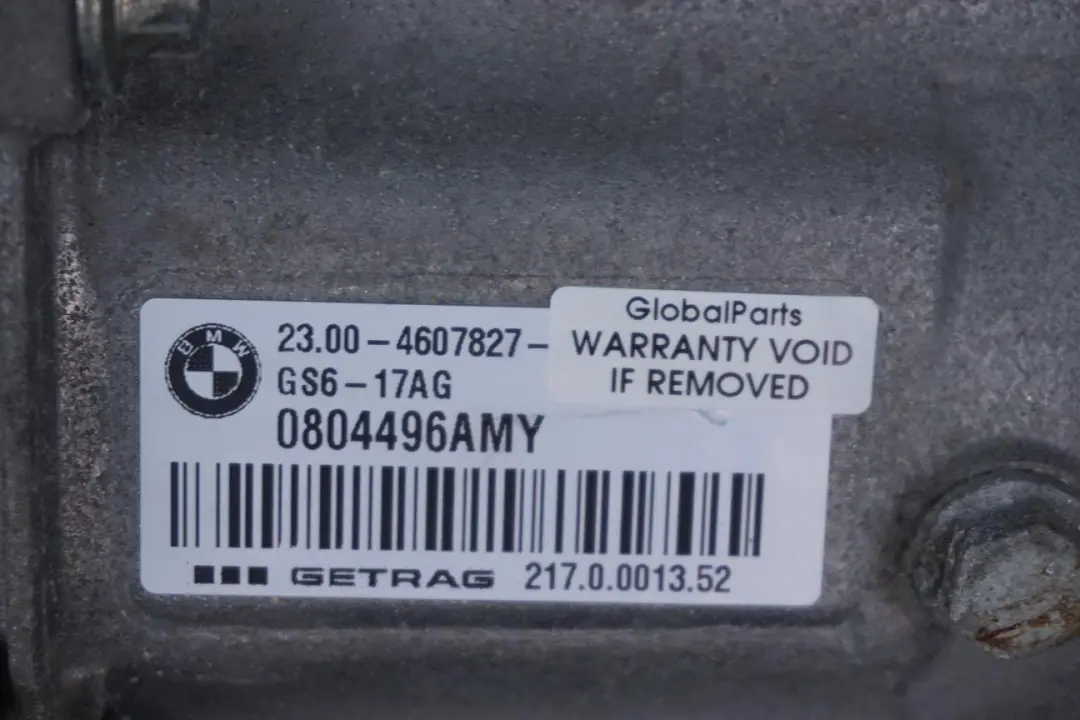 BMW
23.00-4607827-
GS6-17AG
0804496AMY
GETRAG 217.0.0013.52
GlobalParts
WARRANTY VOID
IF REMOVED